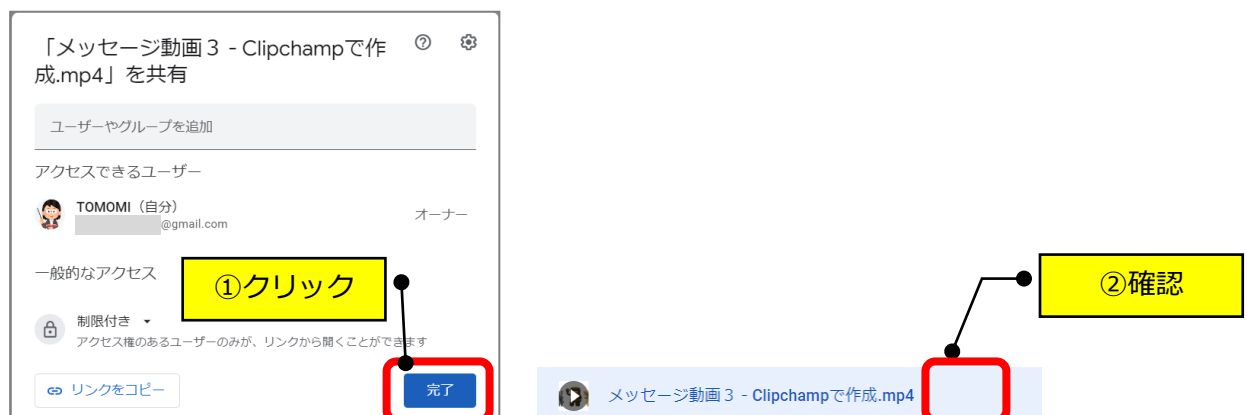 「メッセージ動画３ - Clipchampで作
成.mp4」を共有
ユーザーやグループを追加
アクセスできるユーザー
TOMOMI（自分）
@gmail.com
オーナー
一般的なアクセス
①クリック
制限付き
アクセス権のあるユーザーのみが、リンクから開くことができます
リンクをコピー
完了
②確認
メッセージ動画３ - Clipchampで作成.mp4